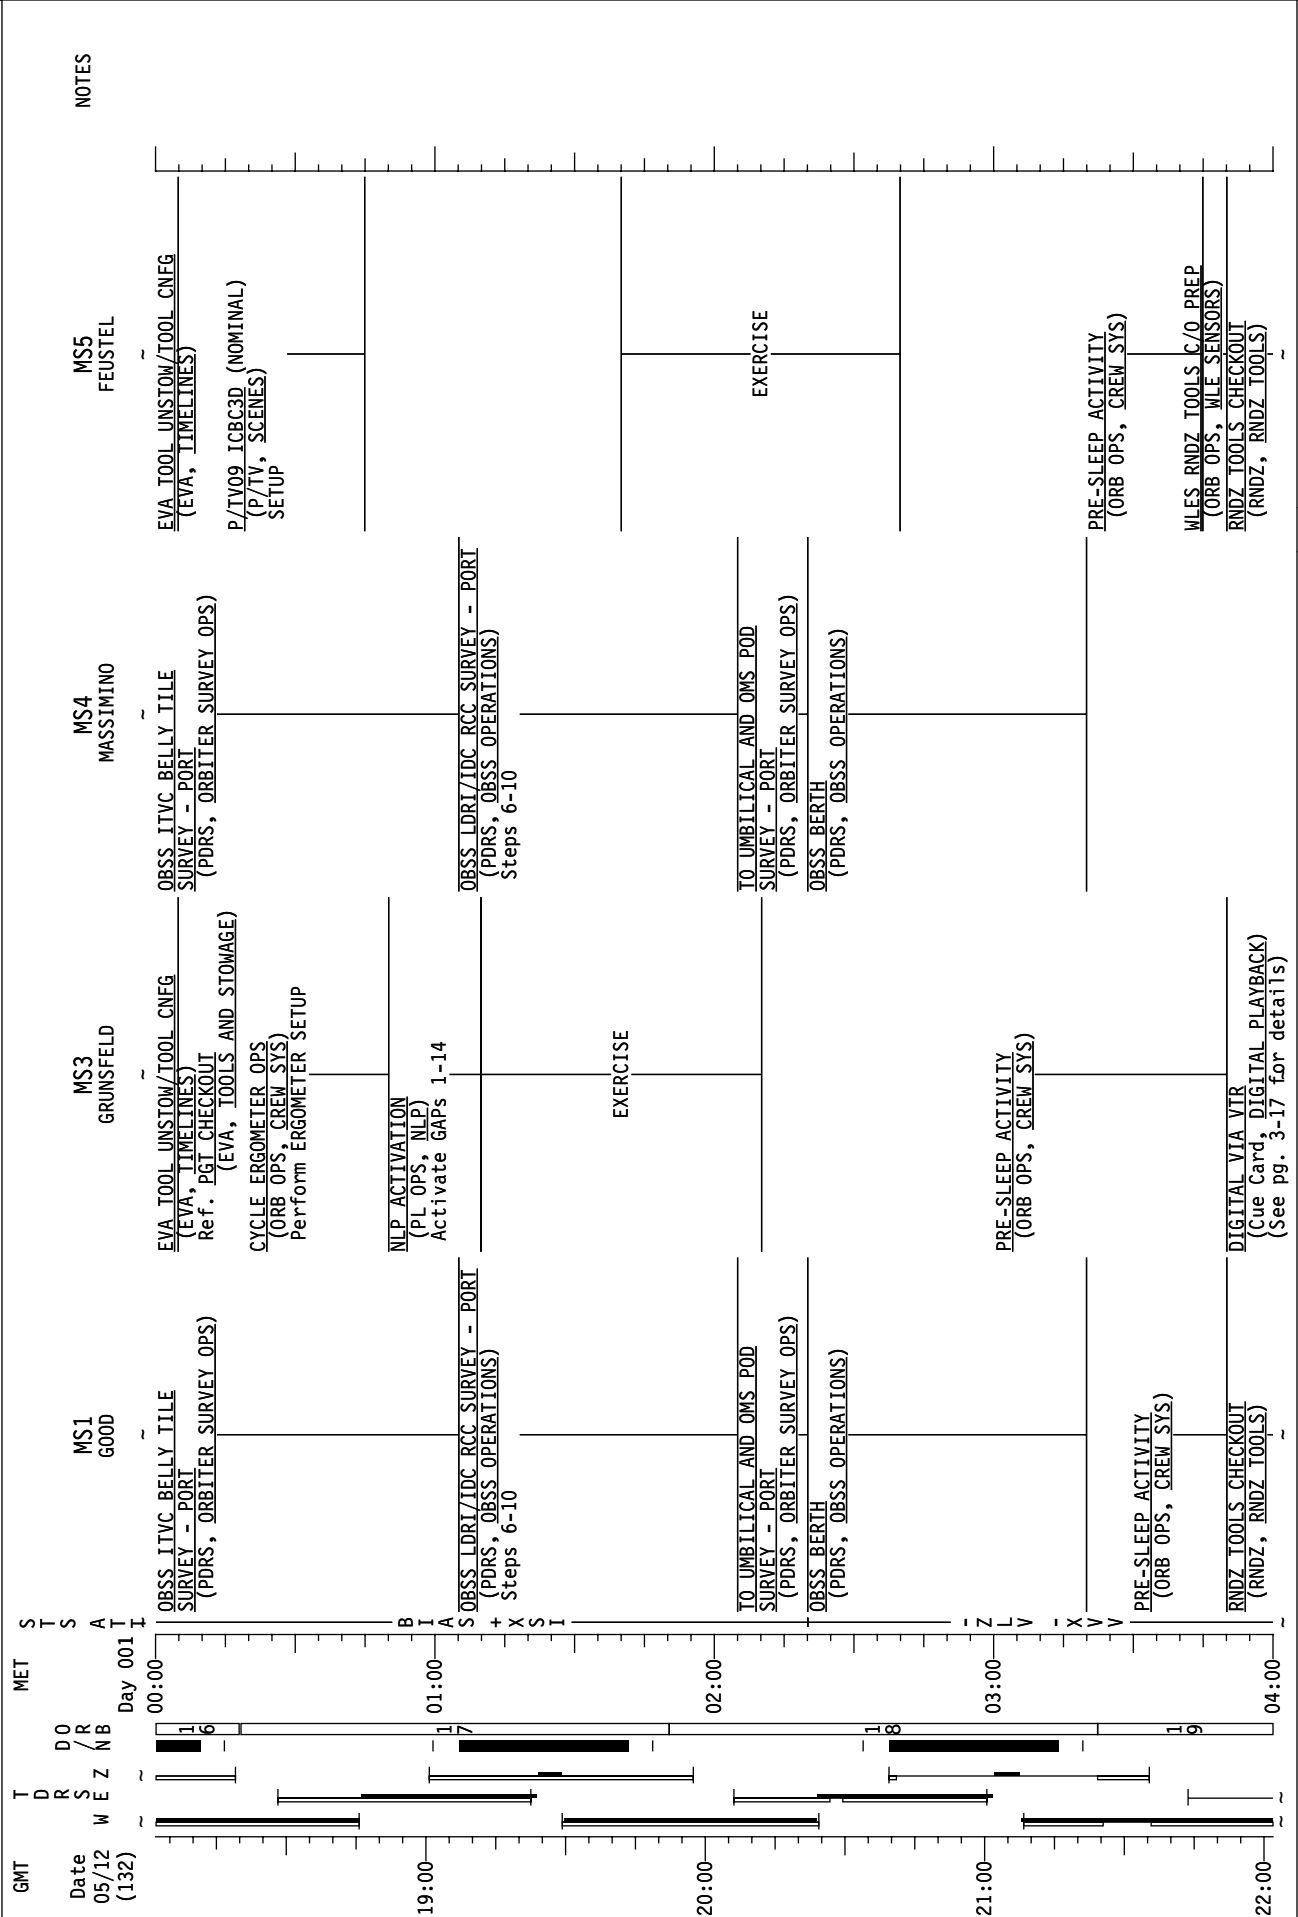 GMT
Date
05/12
(132)
19:00
20:00
21:00
22:00
T
D
R
S
W E Z
~
~
~
~
D O
/ R
N B
16
17
18
19
MET
Day 001
00:00
01:00
02:00
03:00
04:00
S
T
S
A
T
T
I
B
I
A
S
+
X
S
I
-
Z
L
V
-
X
V
V
~
MS1
GOOD
~
OBSS ITVC BELLY TILE
SURVEY - PORT
(PDRS, ORBITER SURVEY OPS)
OBSS LDRI/IDC RCC SURVEY - PORT
(PDRS, OBSS OPERATIONS)
Steps 6-10
TO UMBILICAL AND OMS POD
SURVEY - PORT
(PDRS, ORBITER SURVEY OPS)
OBSS BERTH
(PDRS, OBSS OPERATIONS)
PRE-SLEEP ACTIVITY
(ORB OPS, CREW SYS)
RNDZ TOOLS CHECKOUT
(RNDZ, RNDZ TOOLS)
~
MS3
GRUNSFELD
~
EVA TOOL UNSTOW/TOOL CNFG
(EVA, TIMELINES)
Ref. PGT CHECKOUT
(EVA, TOOLS AND STOWAGE)
CYCLE ERGOMETER OPS
(ORB OPS, CREW SYS)
Perform ERGOMETER SETUP
NLP ACTIVATION
(PL OPS, NLP)
Activate GAPs 1-14
EXERCISE
PRE-SLEEP ACTIVITY
(ORB OPS, CREW SYS)
DIGITAL VIA VTR
(Cue Card, DIGITAL PLAYBACK)
(See pg. 3-17 for details)
~
MS4
MASSIMINO
~
OBSS ITVC BELLY TILE
SURVEY - PORT
(PDRS, ORBITER SURVEY OPS)
OBSS LDRI/IDC RCC SURVEY - PORT
(PDRS, OBSS OPERATIONS)
Steps 6-10
TO UMBILICAL AND OMS POD
SURVEY - PORT
(PDRS, ORBITER SURVEY OPS)
OBSS BERTH
(PDRS, OBSS OPERATIONS)
MS5
FEUSTEL
~
EVA TOOL UNSTOW/TOOL CNFG
(EVA, TIMELINES)
P/TV09 ICBC3D (NOMINAL)
(P/TV, SCENES)
SETUP
EXERCISE
PRE-SLEEP ACTIVITY
(ORB OPS, CREW SYS)
WLES RNDZ TOOLS C/O PREP
(ORB OPS, WLE SENSORS)
RNDZ TOOLS CHECKOUT
(RNDZ, RNDZ TOOLS)
~
NOTES